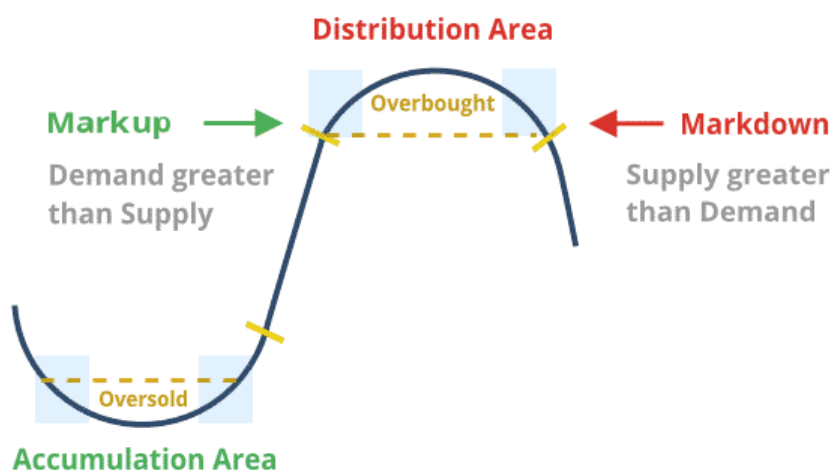 Distribution Area
Overbought
Markup
Markdown
Demand greater
than Supply
Supply greater
than Demand
Oversold
Accumulation Area